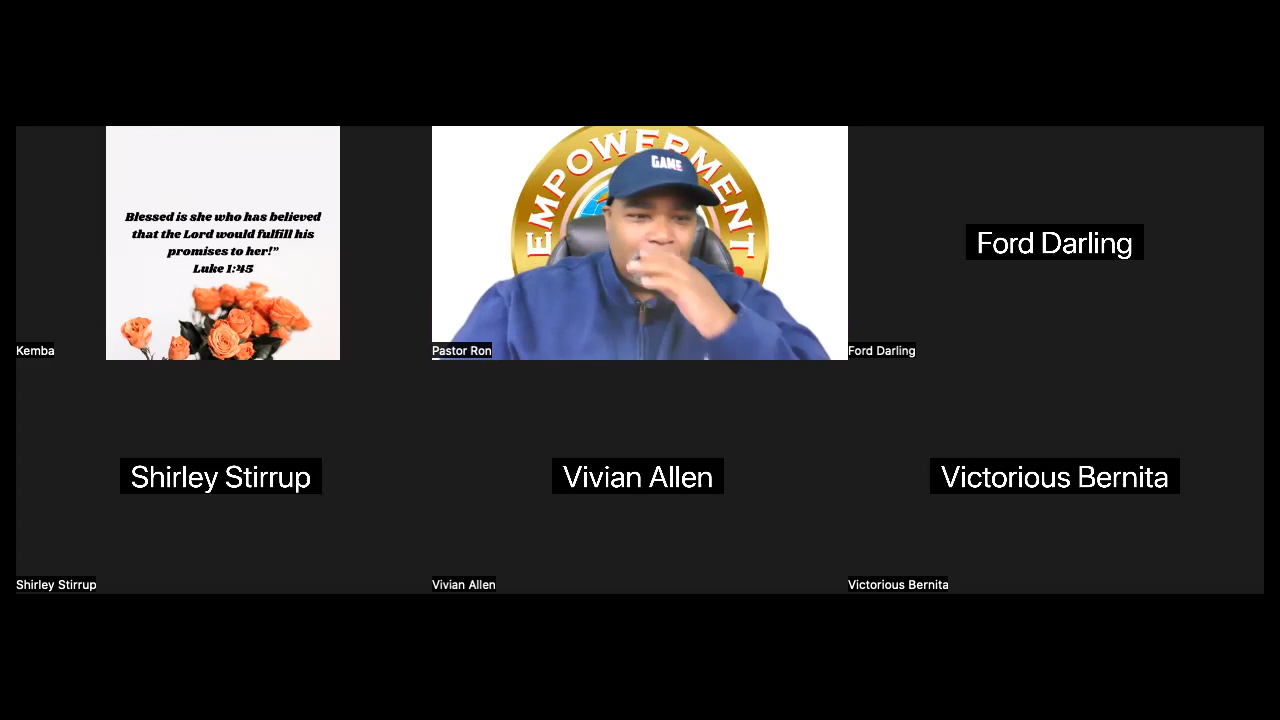 Blessed is she who has believed
that the Lord would fulfill his
promises to her!”
Luke 1:45
Kemba
EMPOWERMENT
GAME
Pastor Ron
Ford Darling
Ford Darling
Shirley Stirrup
Shirley Stirrup
Vivian Allen
Vivian Allen
Victorious Bernita
Victorious Bernita